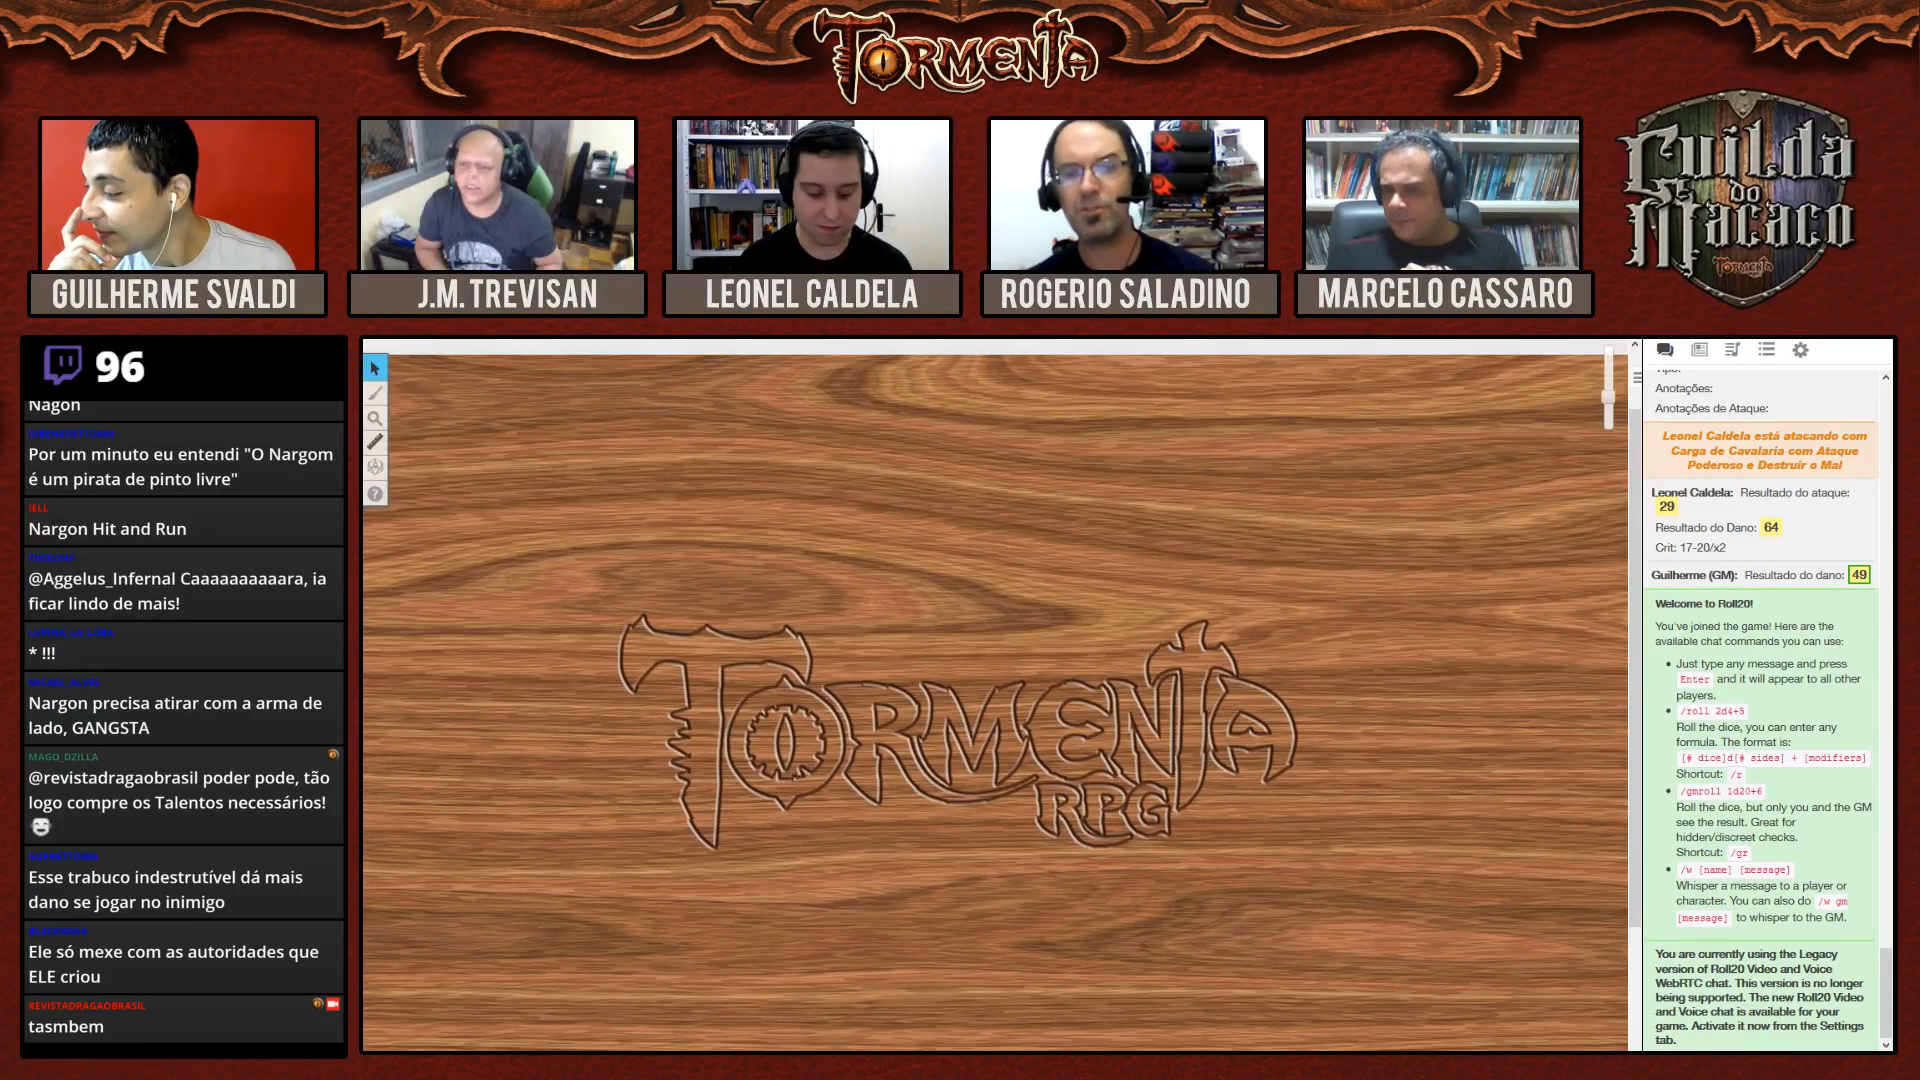 TORMENTA
Guilda
do
Macaco
TORMENTA
GUILHERME SVALDI
J.M. TREVISAN
LEONEL CALDELA
ROGERIO SALADINO
MARCELO CASSARO
96
Nagon
Por um minuto eu entendi "O Nargom
é um pirata de pinto livre"
IELL
Nargon Hit and Run
@Aggelus_Infernal Caaaaaaaaaara, ia
ficar lindo de mais!
* !!!
Nargon precisa atirar com a arma de
lado, GANGSTA
MAGO_DZILLA
@revistadragaobrasil poder pode, tão
logo compre os Talentos necessários!
Esse trabuco indestrutível dá mais
dano se jogar no inimigo
Ele só mexe com as autoridades que
ELE criou
REVISTADRAGAOBRASIL
tasmbem
TORMENTA
RPG
Tipo:
Anotações:
Anotações de Ataque:
Leonel Caldela está atacando com
Carga de Cavalaria com Ataque
Poderoso e Destruir o Mal
Leonel Caldela: Resultado do ataque:
29
Resultado do Dano: 64
Crit: 17-20/x2
Guilherme (GM): Resultado do dano: 49
Welcome to Roll20!
You've joined the game! Here are the
available chat commands you can use:
• Just type any message and press
Enter and it will appear to all other
players.
• /roll 2d4+5
Roll the dice, you can enter any
formula. The format is:
[# dice]d[# sides] + [modifiers]
Shortcut: /r
• /gmroll 1d20+6
Roll the dice, but only you and the GM
see the result. Great for
hidden/discreet checks.
Shortcut: /gr
• /w [name] [message]
Whisper a message to a player or
character. You can also do /w gm
[message] to whisper to the GM.
You are currently using the Legacy
version of Roll20 Video and Voice
WebRTC chat. This version is no longer
being supported. The new Roll20 Video
and Voice chat is available for your
game. Activate it now from the Settings
tab.